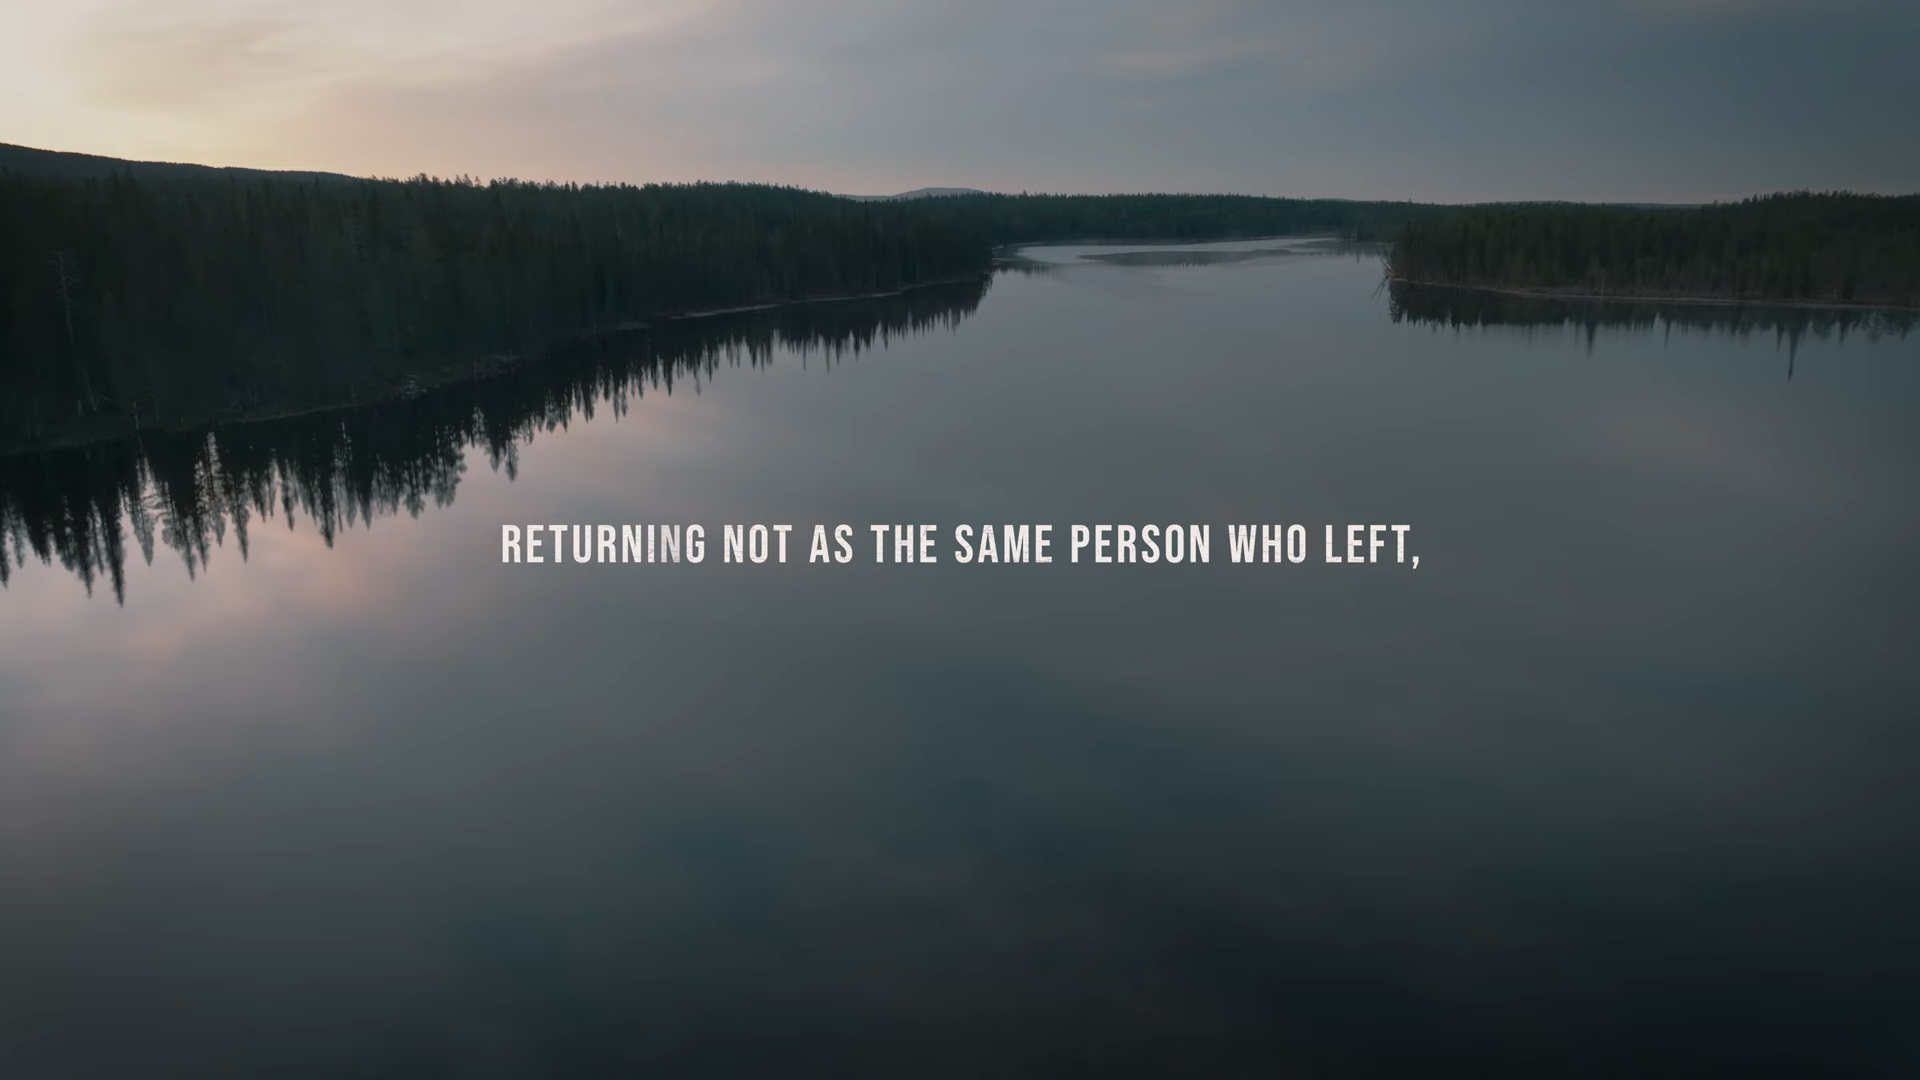 RETURNING NOT AS THE SAME PERSON WHO LEFT,